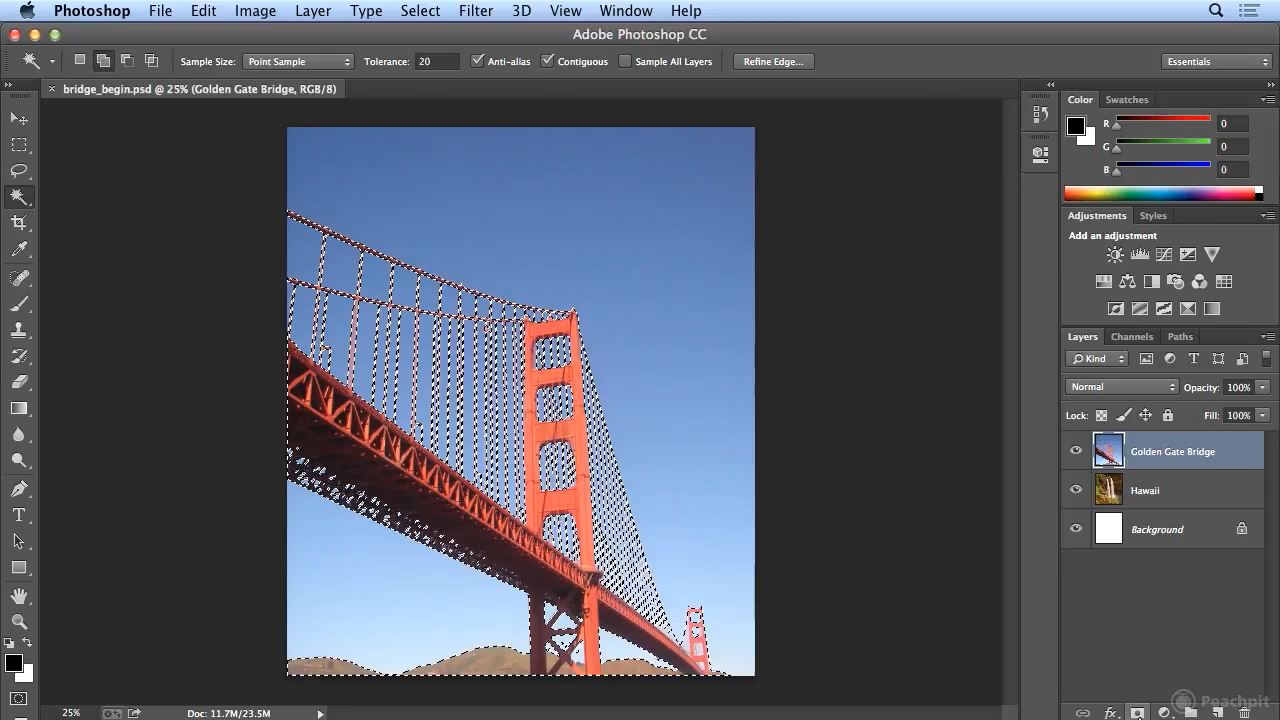 Photoshop File Edit Image Layer Type Select Filter 3D View Window Help
Adobe Photoshop CC
Sample Size: Point Sample Tolerance: 20 Anti-alias Contiguous Sample All Layers Refine Edge... Essentials
bridge_begin.psd @ 25% (Golden Gate Bridge, RGB/8)
Color Swatches
R 0
G 0
B 0
Adjustments Styles
Add an adjustment
Layers Channels Paths
Kind T
Normal Opacity: 100%
Lock: Fill: 100%
Golden Gate Bridge
Hawaii
Background
T
25% Doc: 11.7M/23.5M
fx
Peachpit